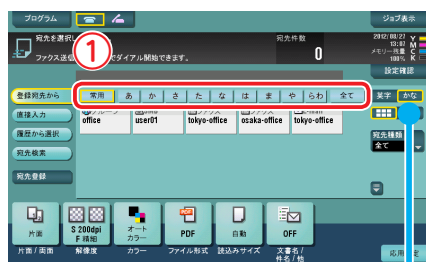 プログラム
ジョブ表示
宛先を選択し
宛先件数
0
2012/08/27
13:07
メモリー残量
100%
Y
M
C
K
ファクス送信
でダイアル開始できます。
1
設定確認
登録宛先から
常用
あ
か
さ
た
な
は
ま
や
らわ
全て
英字
かな
直接入力
office
user01
tokyo-office
osaka-office
tokyo-office
履歴から選択
宛先種類
全て
宛先検索
宛先登録
片面
S 200dpi
F 精細
オート
カラー
PDF
自動
OFF
片面/両面
解像度
カラー
ファイル形式
読込みサイズ
文書名/
件名/他
応用設定